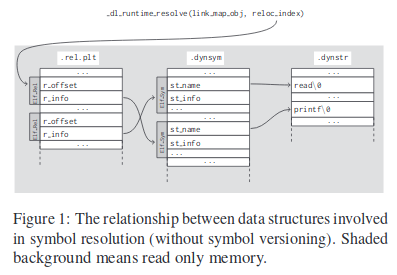 _dl_runtime_resolve(link_map_obj, reloc_index)
.rel.plt
.dynsym
.dynstr
...
r_offset
r_info
r_offset
r_info
...
Elf_Rel
Elf_Rel
...
st_name
st_info
...
st_name
st_info
...
...
Elf_Sym
Elf_Sym
...
read\0
...
printf\0
...
Figure 1: The relationship between data structures involved
in symbol resolution (without symbol versioning). Shaded
background means read only memory.